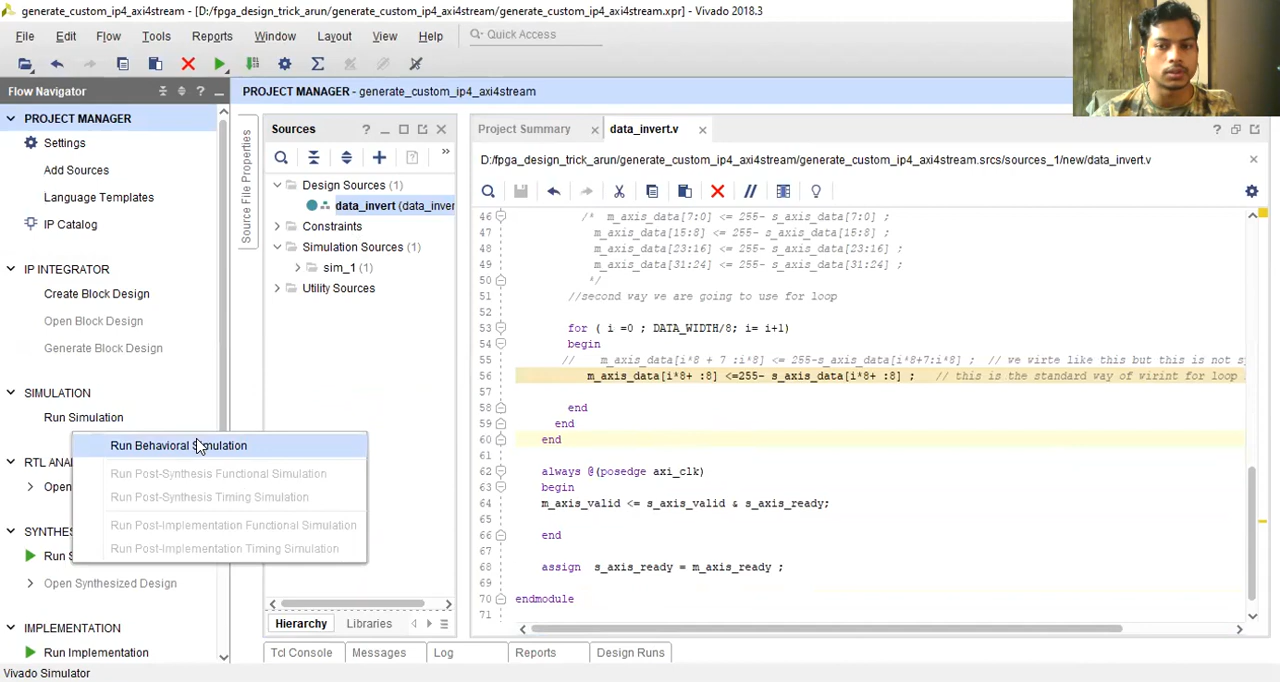 generate_custom_ip4_axi4stream - [D:/fpga_design_trick_arun/generate_custom_ip4_axi4stream/generate_custom_ip4_axi4stream.xpr] - Vivado 2018.3
File Edit Flow Tools Reports Window Layout View Help Quick Access
Flow Navigator
PROJECT MANAGER - generate_custom_ip4_axi4stream
PROJECT MANAGER
Settings
Add Sources
Language Templates
IP Catalog
IP INTEGRATOR
Create Block Design
Open Block Design
Generate Block Design
SIMULATION
Run Simulation
Run Behavioral Simulation
Run Post-Synthesis Functional Simulation
Run Post-Synthesis Timing Simulation
Run Post-Implementation Functional Simulation
Run Post-Implementation Timing Simulation
RTL ANA
Open
SYNTHES
Run S
Open Synthesized Design
IMPLEMENTATION
Run Implementation
Source File Properties
Sources
Design Sources (1)
data_invert (data_inver
Constraints
Simulation Sources (1)
sim_1 (1)
Utility Sources
Hierarchy Libraries
Project Summary data_invert.v
D:/fpga_design_trick_arun/generate_custom_ip4_axi4stream/generate_custom_ip4_axi4stream.srcs/sources_1/new/data_invert.v
46 /* m_axis_data[7:0] <= 255- s_axis_data[7:0] ;
47 m_axis_data[15:8] <= 255- s_axis_data[15:8] ;
48 m_axis_data[23:16] <= 255- s_axis_data[23:16] ;
49 m_axis_data[31:24] <= 255- s_axis_data[31:24] ;
50 */
51 //second way ve are going to use for loop
52
53 for ( i =0 ; DATA_WIDTH/8; i= i+1)
54 begin
55 // m_axis_data[i*8 + 7 :i*8] <= 255-s_axis_data[i*8+7:i*8] ; // ve virte like this but this is not s
56 m_axis_data[i*8+ :8] <=255- s_axis_data[i*8+ :8] ; // this is the standard way of wirint for loop
57
58 end
59 end
60 end
61
62 always @(posedge axi_clk)
63 begin
64 m_axis_valid <= s_axis_valid & s_axis_ready;
65
66 end
67
68 assign s_axis_ready = m_axis_ready ;
69
70 endmodule
71
Tcl Console Messages Log Reports Design Runs
Vivado Simulator